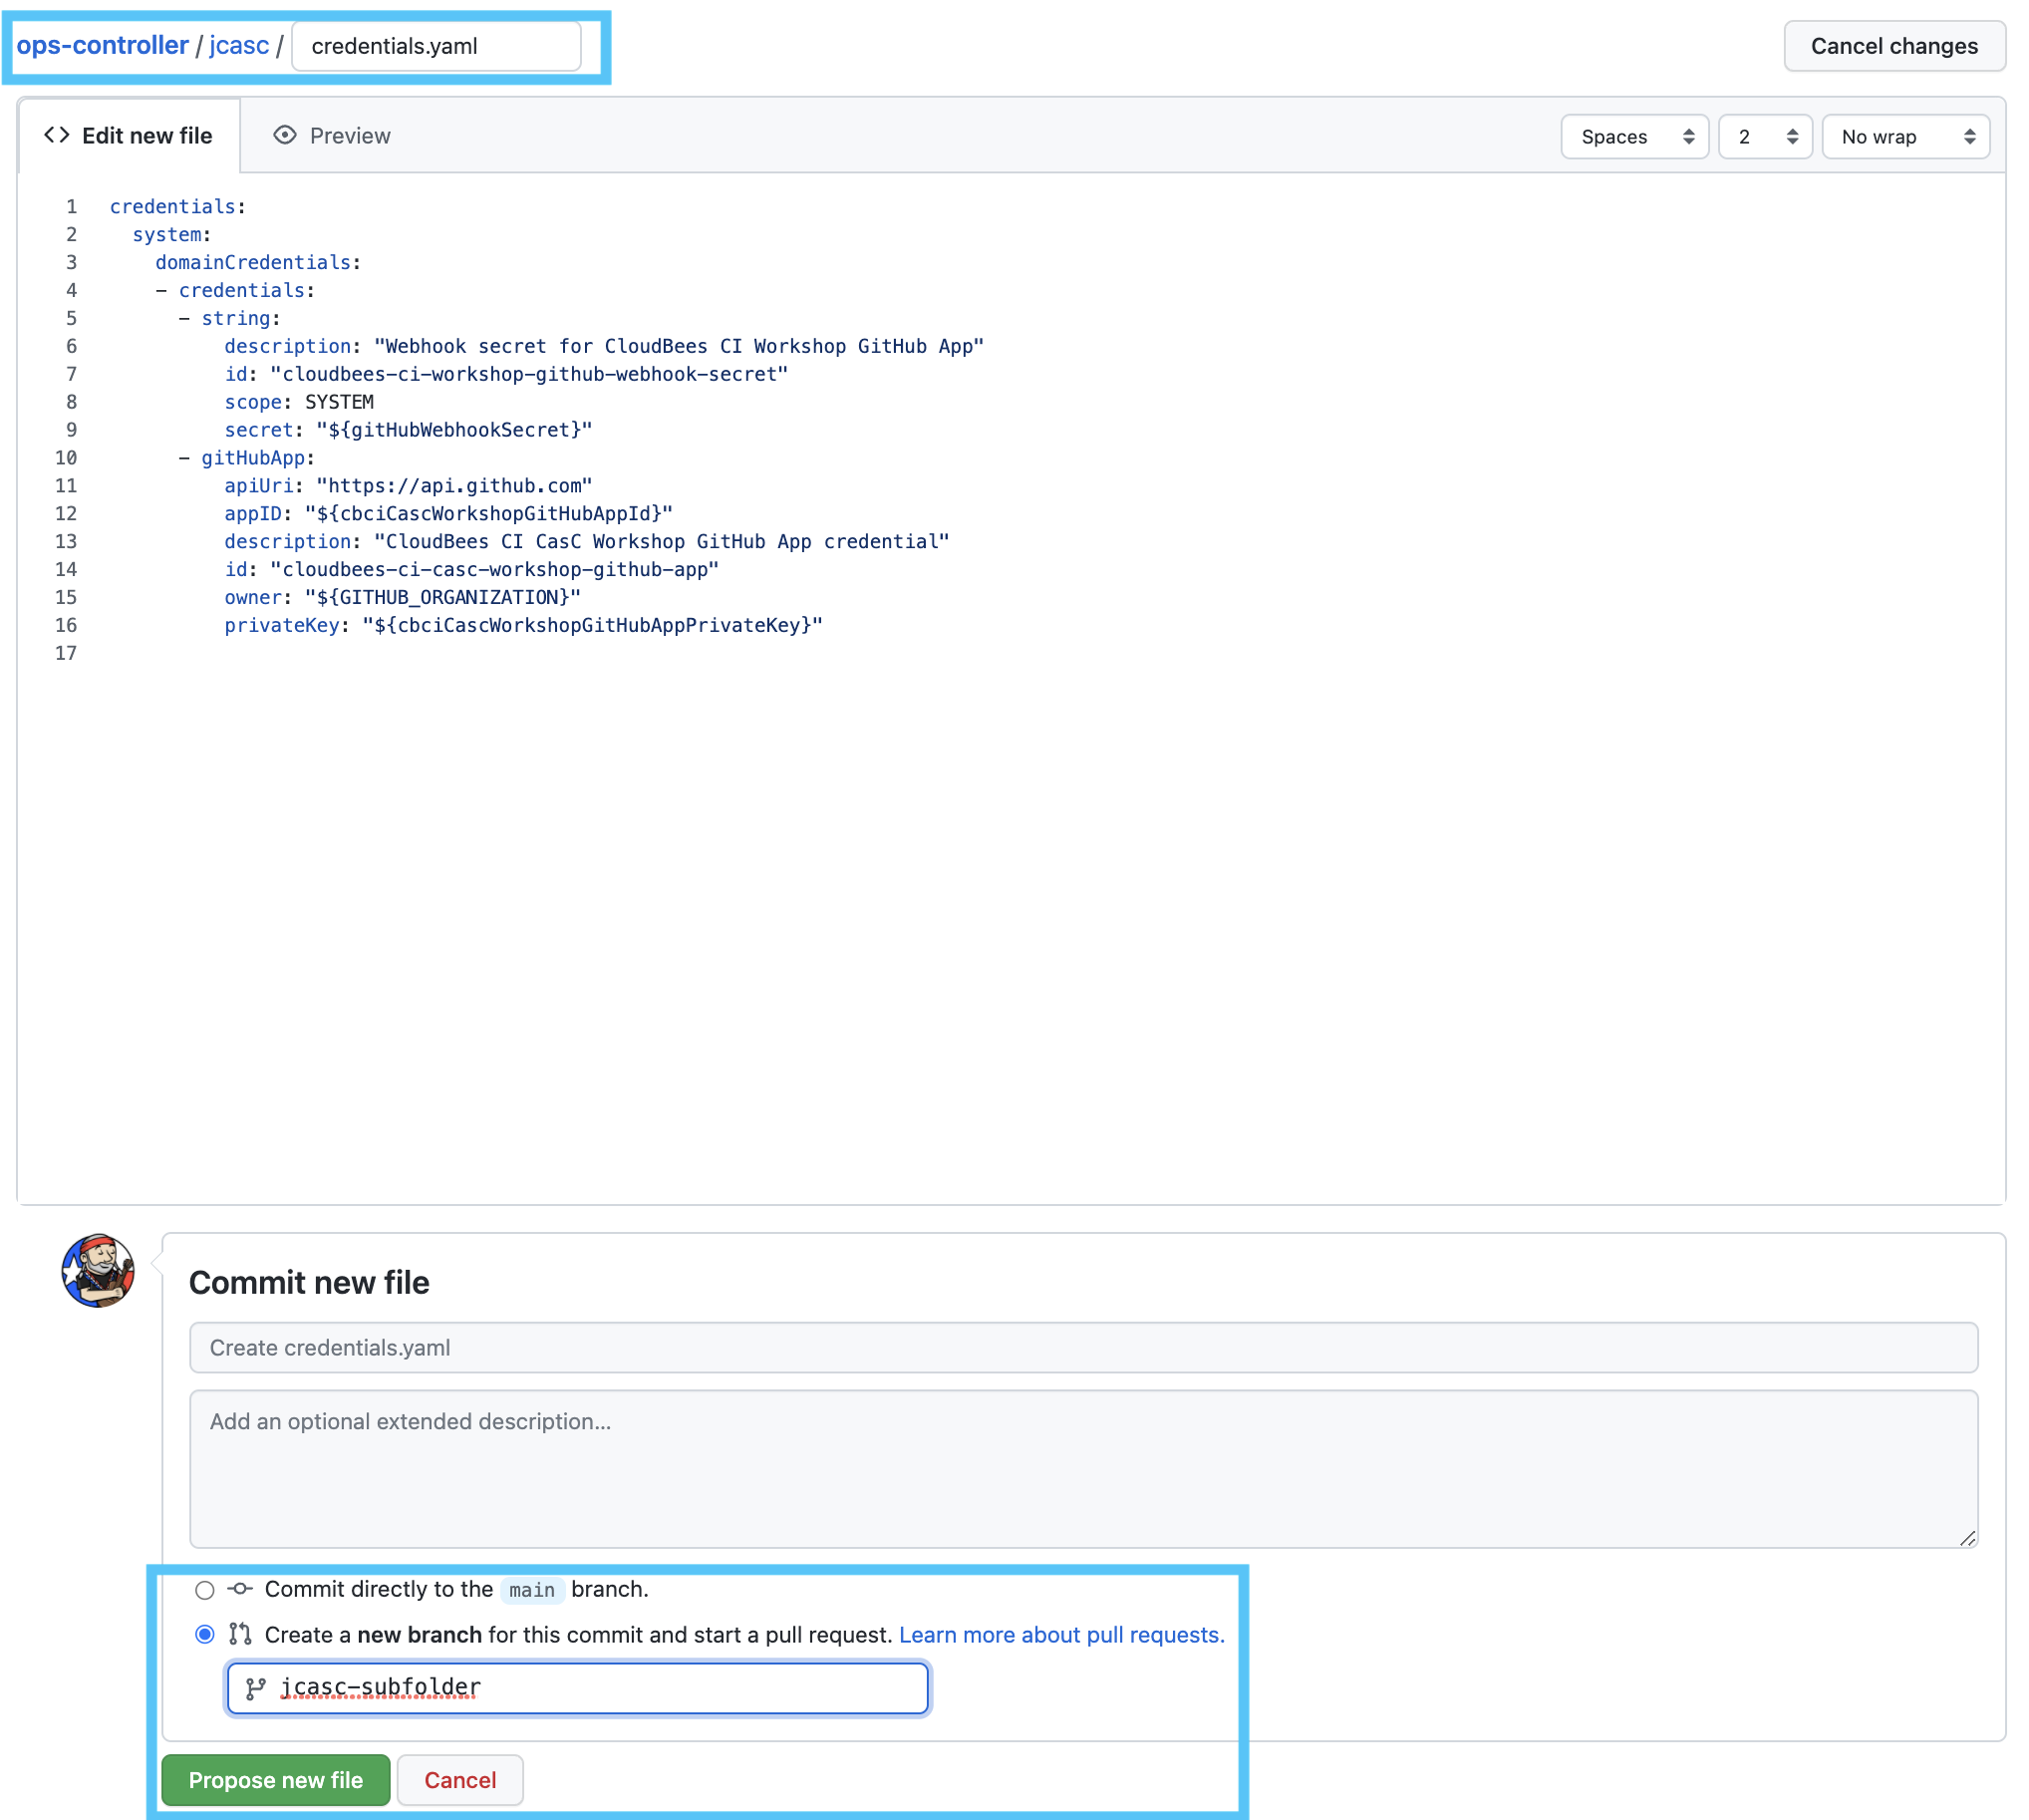 ops-controller / jcasc / credentials.yaml
Cancel changes
Edit new file
Preview
Spaces
2
No wrap
1 credentials:
2   system:
3     domainCredentials:
4     - credentials:
5       - string:
6           description: "Webhook secret for CloudBees CI Workshop GitHub App"
7           id: "cloudbees-ci-workshop-github-webhook-secret"
8           scope: SYSTEM
9           secret: "${gitHubWebhookSecret}"
10       - gitHubApp:
11           apiUri: "https://api.github.com"
12           appID: "${cbciCascWorkshopGitHubAppId}"
13           description: "CloudBees CI CasC Workshop GitHub App credential"
14           id: "cloudbees-ci-casc-workshop-github-app"
15           owner: "${GITHUB_ORGANIZATION}"
16           privateKey: "${cbciCascWorkshopGitHubAppPrivateKey}"
17
Commit new file
Create credentials.yaml
Add an optional extended description...
Commit directly to the main branch.
Create a new branch for this commit and start a pull request. Learn more about pull requests.
jcasc-subfolder
Propose new file
Cancel